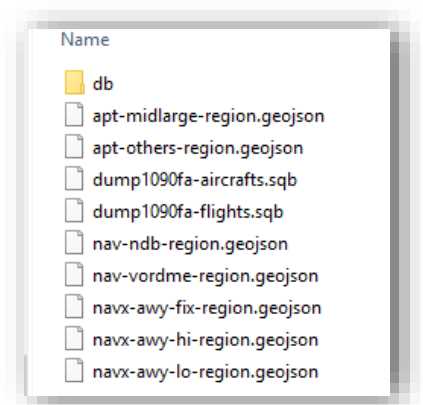 Name
db
apt-midlarge-region.geojson
apt-others-region.geojson
dump1090fa-aircrafts.sqb
dump1090fa-flights.sqb
nav-ndb-region.geojson
nav-vordme-region.geojson
navx-awy-fix-region.geojson
navx-awy-hi-region.geojson
navx-awy-lo-region.geojson